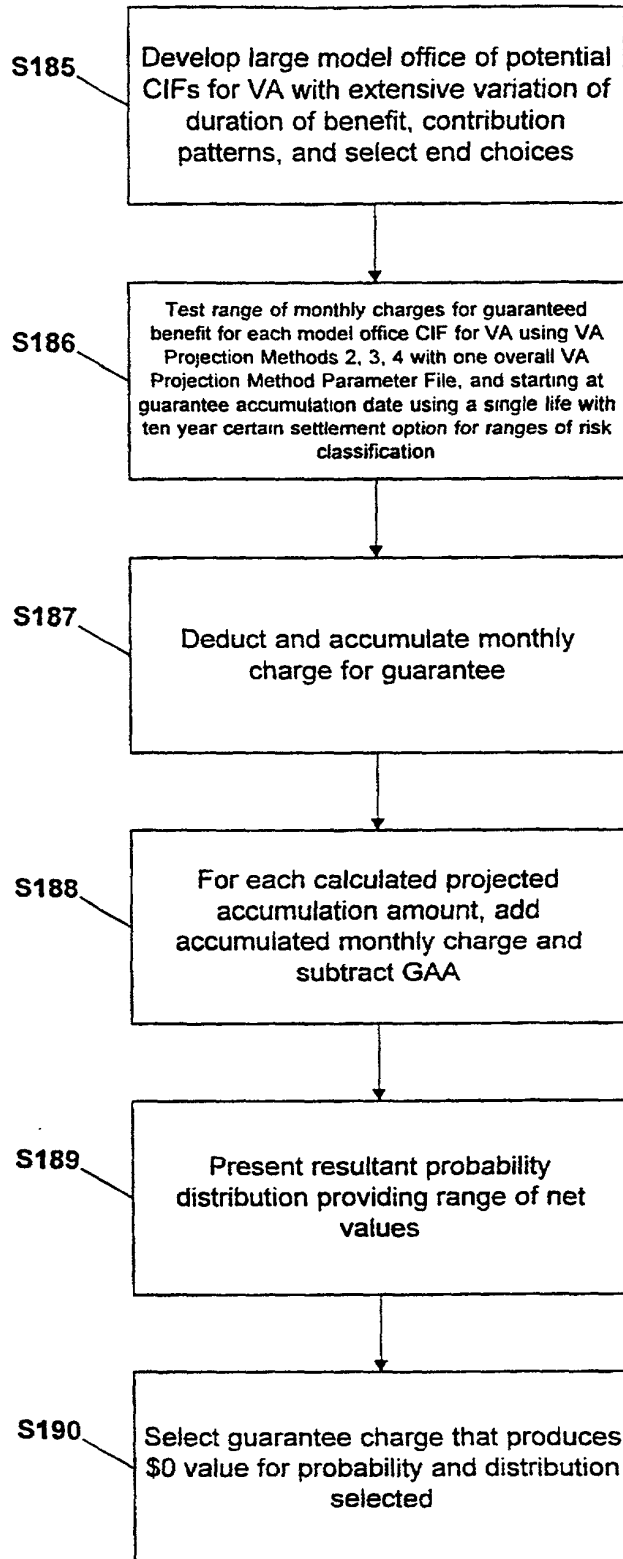 S185
Develop large model office of potential
CIFs for VA with extensive variation of
duration of benefit, contribution
patterns, and select end choices
S186
Test range of monthly charges for guaranteed
benefit for each model office CIF for VA using VA
Projection Methods 2, 3, 4 with one overall VA
Projection Method Parameter File, and starting at
guarantee accumulation date using a single life with
ten year certain settlement option for ranges of risk
classification
S187
Deduct and accumulate monthly
charge for guarantee
S188
For each calculated projected
accumulation amount, add
accumulated monthly charge and
subtract GAA
S189
Present resultant probability
distribution providing range of net
values
S190
Select guarantee charge that produces
$0 value for probability and distribution
selected